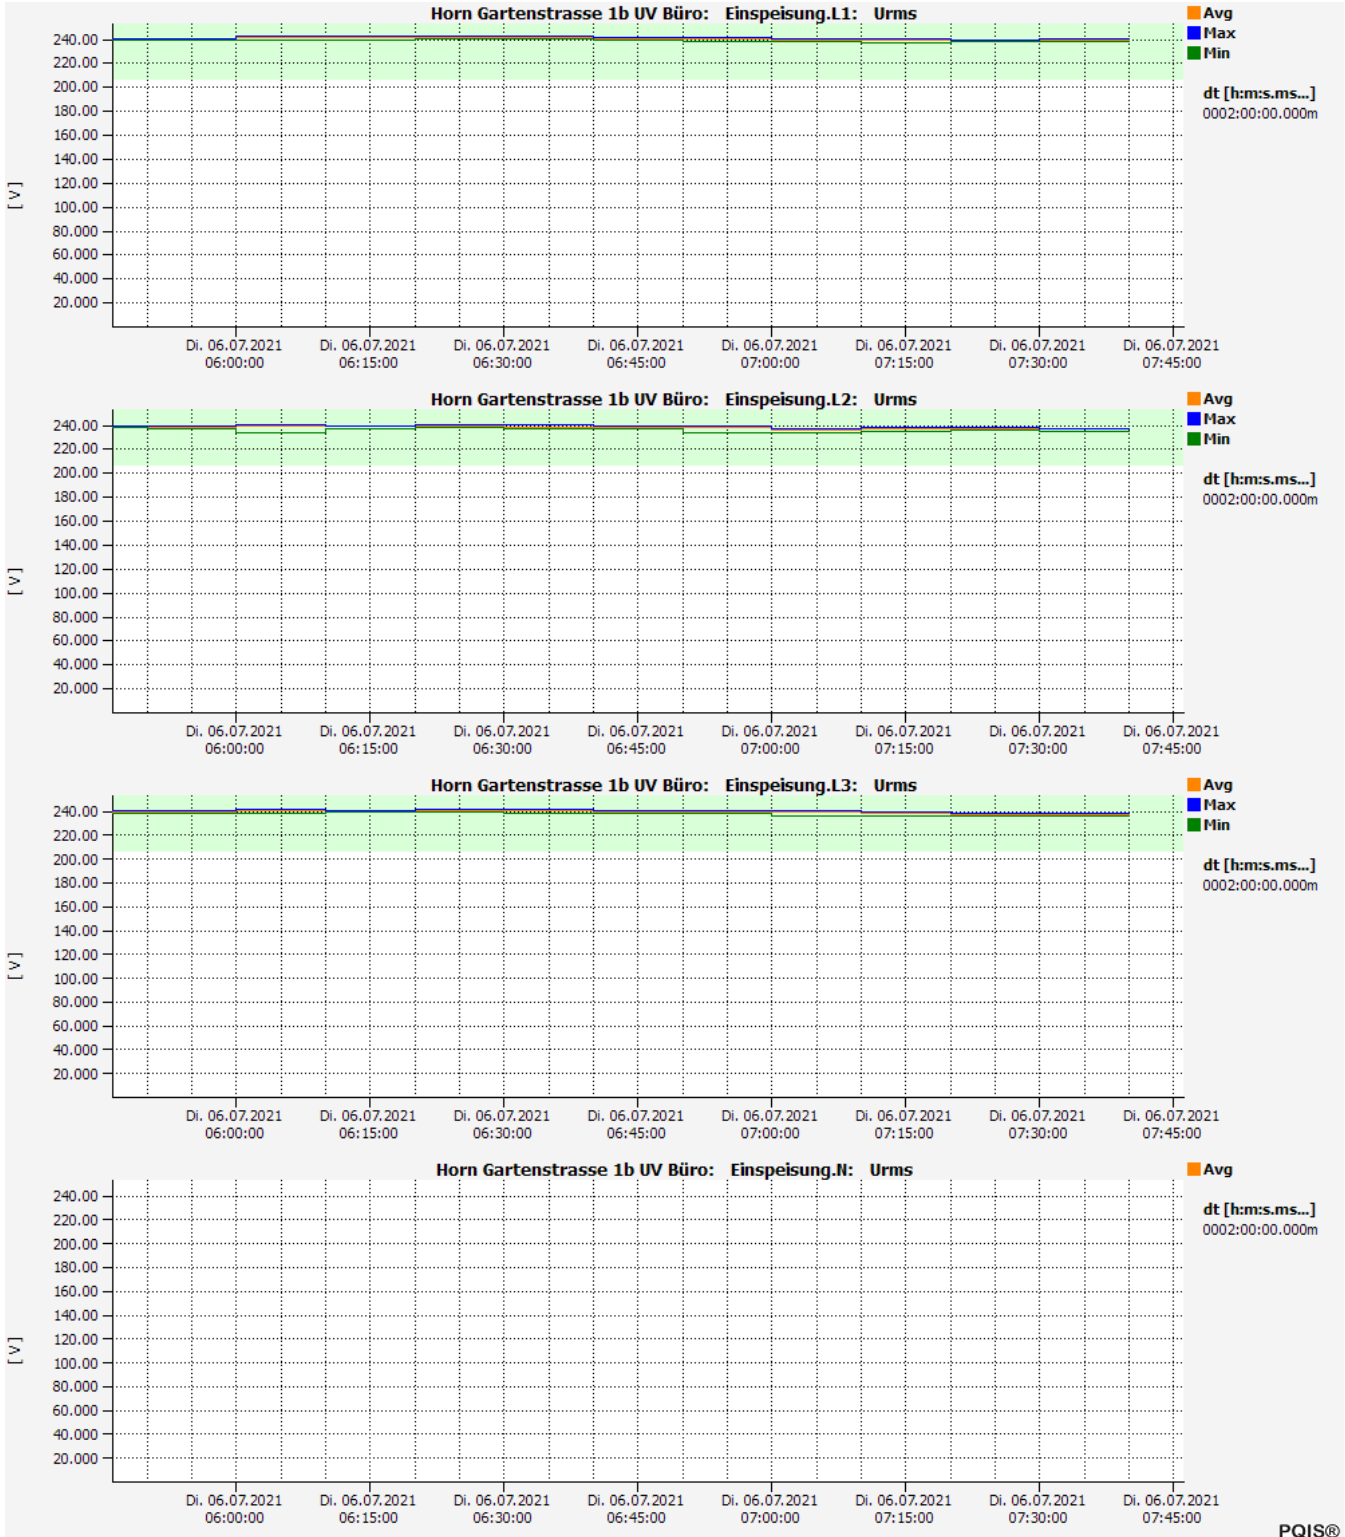 Horn Gartenstrasse 1b UV Büro: Einspeisung.L1: Urms
Avg
Max
Min
dt [h:m:s.ms...]
0002:00:00.000m
[ V ]
240.00
220.00
200.00
180.00
160.00
140.00
120.00
100.00
80.000
60.000
40.000
20.000
Di. 06.07.2021 Di. 06.07.2021 Di. 06.07.2021 Di. 06.07.2021 Di. 06.07.2021 Di. 06.07.2021 Di. 06.07.2021 Di. 06.07.2021
06:00:00 06:15:00 06:30:00 06:45:00 07:00:00 07:15:00 07:30:00 07:45:00
Horn Gartenstrasse 1b UV Büro: Einspeisung.L2: Urms
Avg
Max
Min
dt [h:m:s.ms...]
0002:00:00.000m
[ V ]
240.00
220.00
200.00
180.00
160.00
140.00
120.00
100.00
80.000
60.000
40.000
20.000
Di. 06.07.2021 Di. 06.07.2021 Di. 06.07.2021 Di. 06.07.2021 Di. 06.07.2021 Di. 06.07.2021 Di. 06.07.2021 Di. 06.07.2021
06:00:00 06:15:00 06:30:00 06:45:00 07:00:00 07:15:00 07:30:00 07:45:00
Horn Gartenstrasse 1b UV Büro: Einspeisung.L3: Urms
Avg
Max
Min
dt [h:m:s.ms...]
0002:00:00.000m
[ V ]
240.00
220.00
200.00
180.00
160.00
140.00
120.00
100.00
80.000
60.000
40.000
20.000
Di. 06.07.2021 Di. 06.07.2021 Di. 06.07.2021 Di. 06.07.2021 Di. 06.07.2021 Di. 06.07.2021 Di. 06.07.2021 Di. 06.07.2021
06:00:00 06:15:00 06:30:00 06:45:00 07:00:00 07:15:00 07:30:00 07:45:00
Horn Gartenstrasse 1b UV Büro: Einspeisung.N: Urms
Avg
dt [h:m:s.ms...]
0002:00:00.000m
[ V ]
240.00
220.00
200.00
180.00
160.00
140.00
120.00
100.00
80.000
60.000
40.000
20.000
Di. 06.07.2021 Di. 06.07.2021 Di. 06.07.2021 Di. 06.07.2021 Di. 06.07.2021 Di. 06.07.2021 Di. 06.07.2021 Di. 06.07.2021
06:00:00 06:15:00 06:30:00 06:45:00 07:00:00 07:15:00 07:30:00 07:45:00
PQIS®